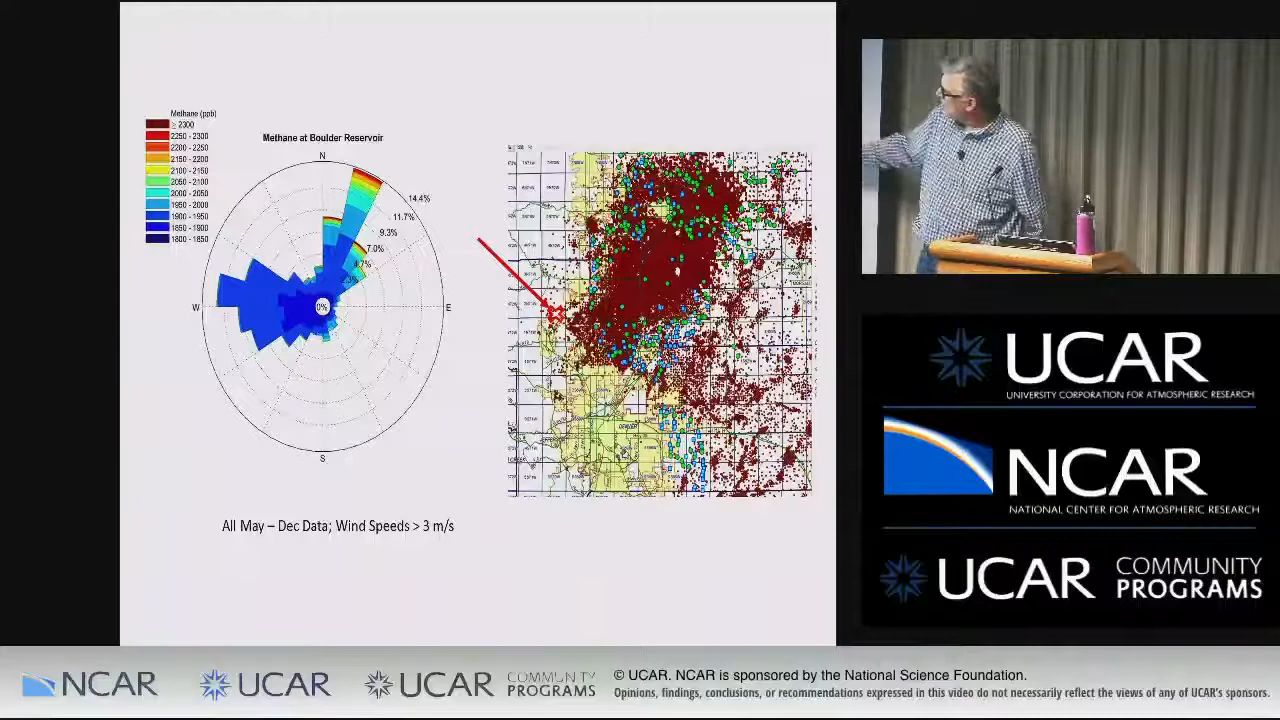 Methane (ppb)
≥ 2300
2250 - 2300
2200 - 2250
2150 - 2200
2100 - 2150
2050 - 2100
2000 - 2050
1950 - 2000
1900 - 1950
1850 - 1900
1800 - 1850
Methane at Boulder Reservoir
N
14.4%
11.7%
9.3%
7.0%
4.7%
W
0%
E
S
All May – Dec Data; Wind Speeds > 3 m/s
DENVER
UCAR
UNIVERSITY CORPORATION FOR ATMOSPHERIC RESEARCH
NCAR
NATIONAL CENTER FOR ATMOSPHERIC RESEARCH
UCAR COMMUNITY PROGRAMS
NCAR
UCAR
UCAR COMMUNITY PROGRAMS
© UCAR. NCAR is sponsored by the National Science Foundation.
Opinions, findings, conclusions, or recommendations expressed in this video do not necessarily reflect the views of any of UCAR's sponsors.